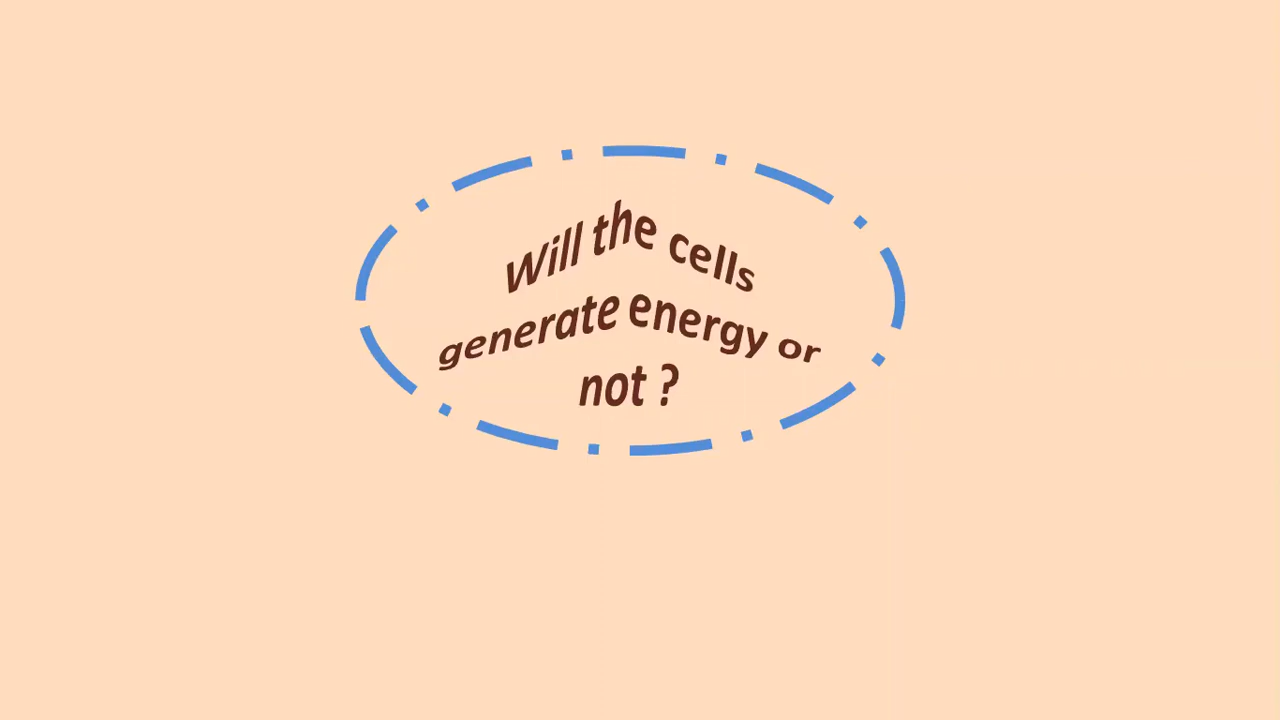 Will the cells
generate energy or
not ?